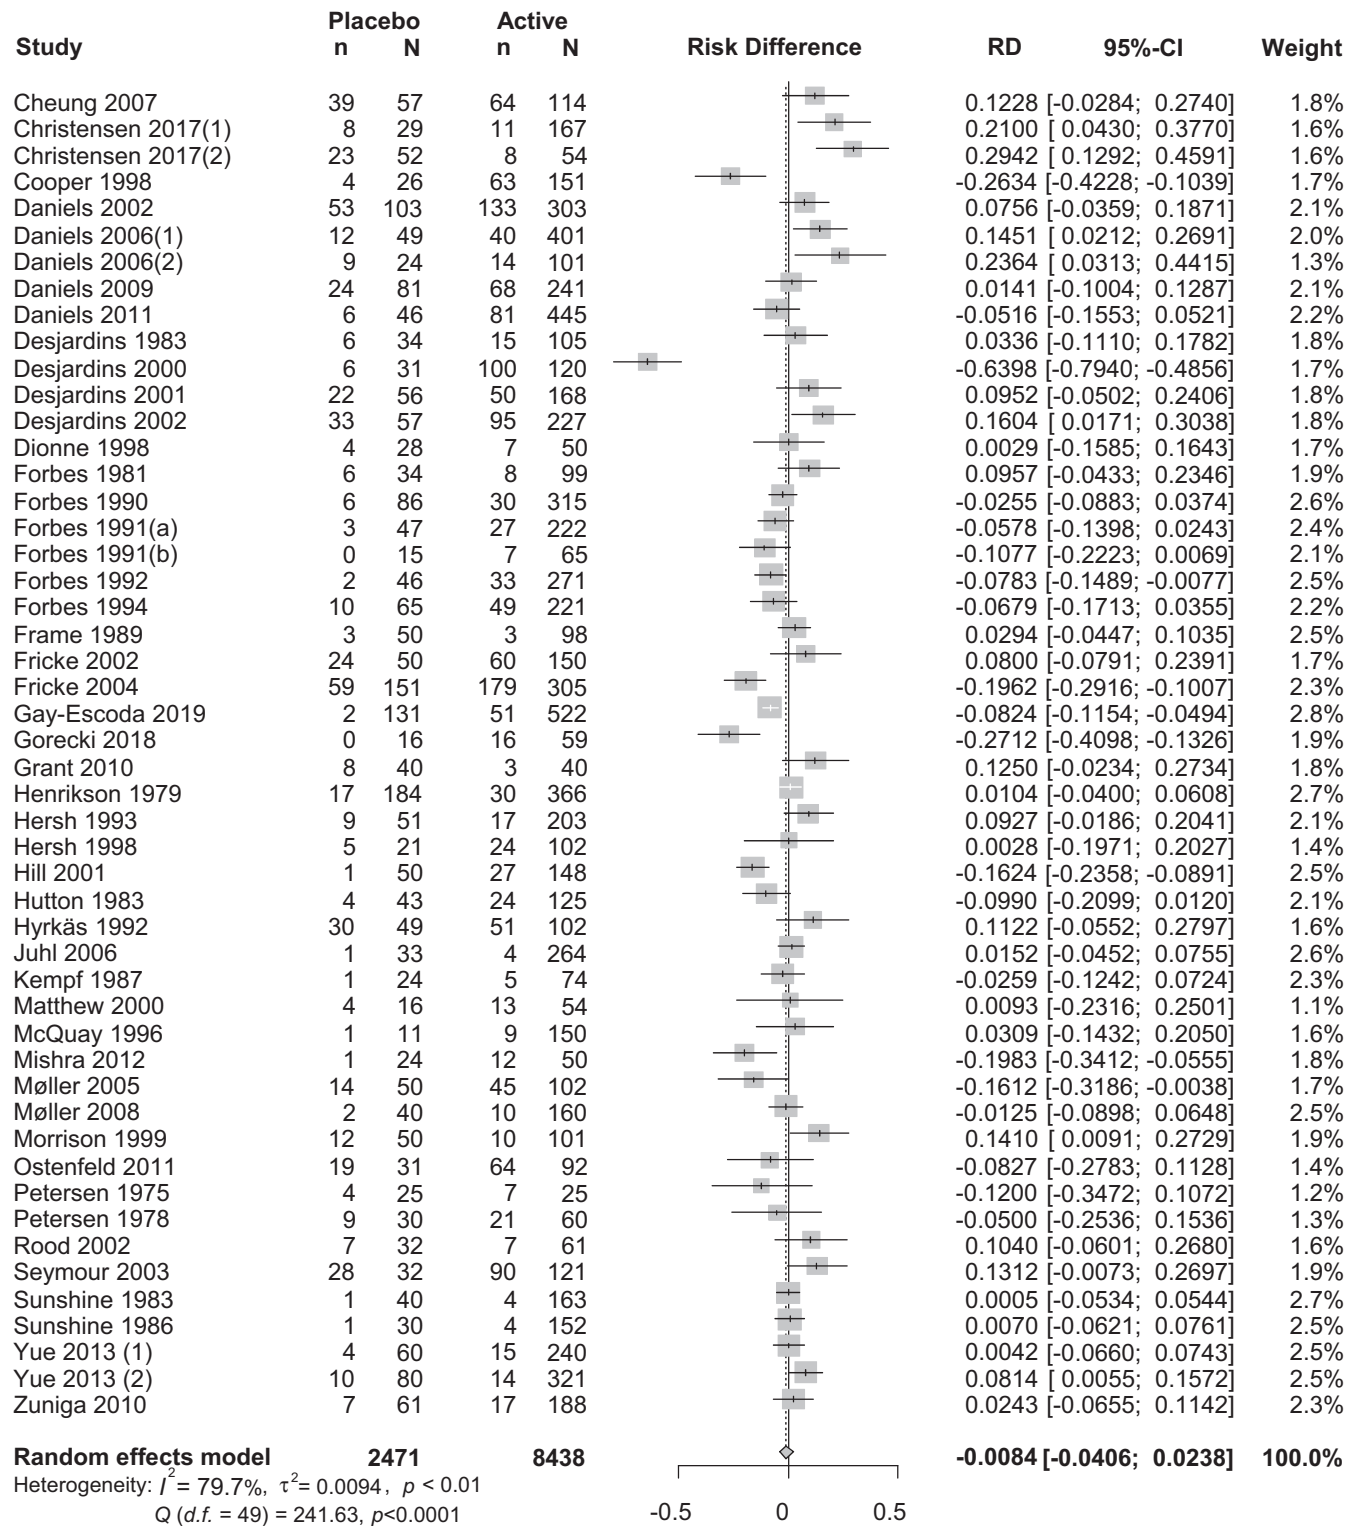 Placebo Active
Study n N n N Risk Difference RD 95%-CI Weight
Cheung 2007 39 57 64 114 0.1228 [-0.0284; 0.2740] 1.8%
Christensen 2017(1) 8 29 11 167 0.2100 [ 0.0430; 0.3770] 1.6%
Christensen 2017(2) 23 52 8 54 0.2942 [ 0.1292; 0.4591] 1.6%
Cooper 1998 4 26 63 151 -0.2634 [-0.4228; -0.1039] 1.7%
Daniels 2002 53 103 133 303 0.0756 [-0.0359; 0.1871] 2.1%
Daniels 2006(1) 12 49 40 401 0.1451 [ 0.0212; 0.2691] 2.0%
Daniels 2006(2) 9 24 14 101 0.2364 [ 0.0313; 0.4415] 1.3%
Daniels 2009 24 81 68 241 0.0141 [-0.1004; 0.1287] 2.1%
Daniels 2011 6 46 81 445 -0.0516 [-0.1553; 0.0521] 2.2%
Desjardins 1983 6 34 15 105 0.0336 [-0.1110; 0.1782] 1.8%
Desjardins 2000 6 31 100 120 -0.6398 [-0.7940; -0.4856] 1.7%
Desjardins 2001 22 56 50 168 0.0952 [-0.0502; 0.2406] 1.8%
Desjardins 2002 33 57 95 227 0.1604 [ 0.0171; 0.3038] 1.8%
Dionne 1998 4 28 7 50 0.0029 [-0.1585; 0.1643] 1.7%
Forbes 1981 6 34 8 99 0.0957 [-0.0433; 0.2346] 1.9%
Forbes 1990 6 86 30 315 -0.0255 [-0.0883; 0.0374] 2.6%
Forbes 1991(a) 3 47 27 222 -0.0578 [-0.1398; 0.0243] 2.4%
Forbes 1991(b) 0 15 7 65 -0.1077 [-0.2223; 0.0069] 2.1%
Forbes 1992 2 46 33 271 -0.0783 [-0.1489; -0.0077] 2.5%
Forbes 1994 10 65 49 221 -0.0679 [-0.1713; 0.0355] 2.2%
Frame 1989 3 50 3 98 0.0294 [-0.0447; 0.1035] 2.5%
Fricke 2002 24 50 60 150 0.0800 [-0.0791; 0.2391] 1.7%
Fricke 2004 59 151 179 305 -0.1962 [-0.2916; -0.1007] 2.3%
Gay-Escoda 2019 2 131 51 522 -0.0824 [-0.1154; -0.0494] 2.8%
Gorecki 2018 0 16 16 59 -0.2712 [-0.4098; -0.1326] 1.9%
Grant 2010 8 40 3 40 0.1250 [-0.0234; 0.2734] 1.8%
Henrikson 1979 17 184 30 366 0.0104 [-0.0400; 0.0608] 2.7%
Hersh 1993 9 51 17 203 0.0927 [-0.0186; 0.2041] 2.1%
Hersh 1998 5 21 24 102 0.0028 [-0.1971; 0.2027] 1.4%
Hill 2001 1 50 27 148 -0.1624 [-0.2358; -0.0891] 2.5%
Hutton 1983 4 43 24 125 -0.0990 [-0.2099; 0.0120] 2.1%
Hyrkäs 1992 30 49 51 102 0.1122 [-0.0552; 0.2797] 1.6%
Juhl 2006 1 33 4 264 0.0152 [-0.0452; 0.0755] 2.6%
Kempf 1987 1 24 5 74 -0.0259 [-0.1242; 0.0724] 2.3%
Matthew 2000 4 16 13 54 0.0093 [-0.2316; 0.2501] 1.1%
McQuay 1996 1 11 9 150 0.0309 [-0.1432; 0.2050] 1.6%
Mishra 2012 1 24 12 50 -0.1983 [-0.3412; -0.0555] 1.8%
Møller 2005 14 50 45 102 -0.1612 [-0.3186; -0.0038] 1.7%
Møller 2008 2 40 10 160 -0.0125 [-0.0898; 0.0648] 2.5%
Morrison 1999 12 50 10 101 0.1410 [ 0.0091; 0.2729] 1.9%
Ostenfeld 2011 19 31 64 92 -0.0827 [-0.2783; 0.1128] 1.4%
Petersen 1975 4 25 7 25 -0.1200 [-0.3472; 0.1072] 1.2%
Petersen 1978 9 30 21 60 -0.0500 [-0.2536; 0.1536] 1.3%
Rood 2002 7 32 7 61 0.1040 [-0.0601; 0.2680] 1.6%
Seymour 2003 28 32 90 121 0.1312 [-0.0073; 0.2697] 1.9%
Sunshine 1983 1 40 4 163 0.0005 [-0.0534; 0.0544] 2.7%
Sunshine 1986 1 30 4 152 0.0070 [-0.0621; 0.0761] 2.5%
Yue 2013 (1) 4 60 15 240 0.0042 [-0.0660; 0.0743] 2.5%
Yue 2013 (2) 10 80 14 321 0.0814 [ 0.0055; 0.1572] 2.5%
Zuniga 2010 7 61 17 188 0.0243 [-0.0655; 0.1142] 2.3%
Random effects model 2471 8438 -0.0084 [-0.0406; 0.0238] 100.0%
Heterogeneity: I² = 79.7%, τ² = 0.0094, p < 0.01
Q (d.f. = 49) = 241.63, p<0.0001
-0.5 0 0.5